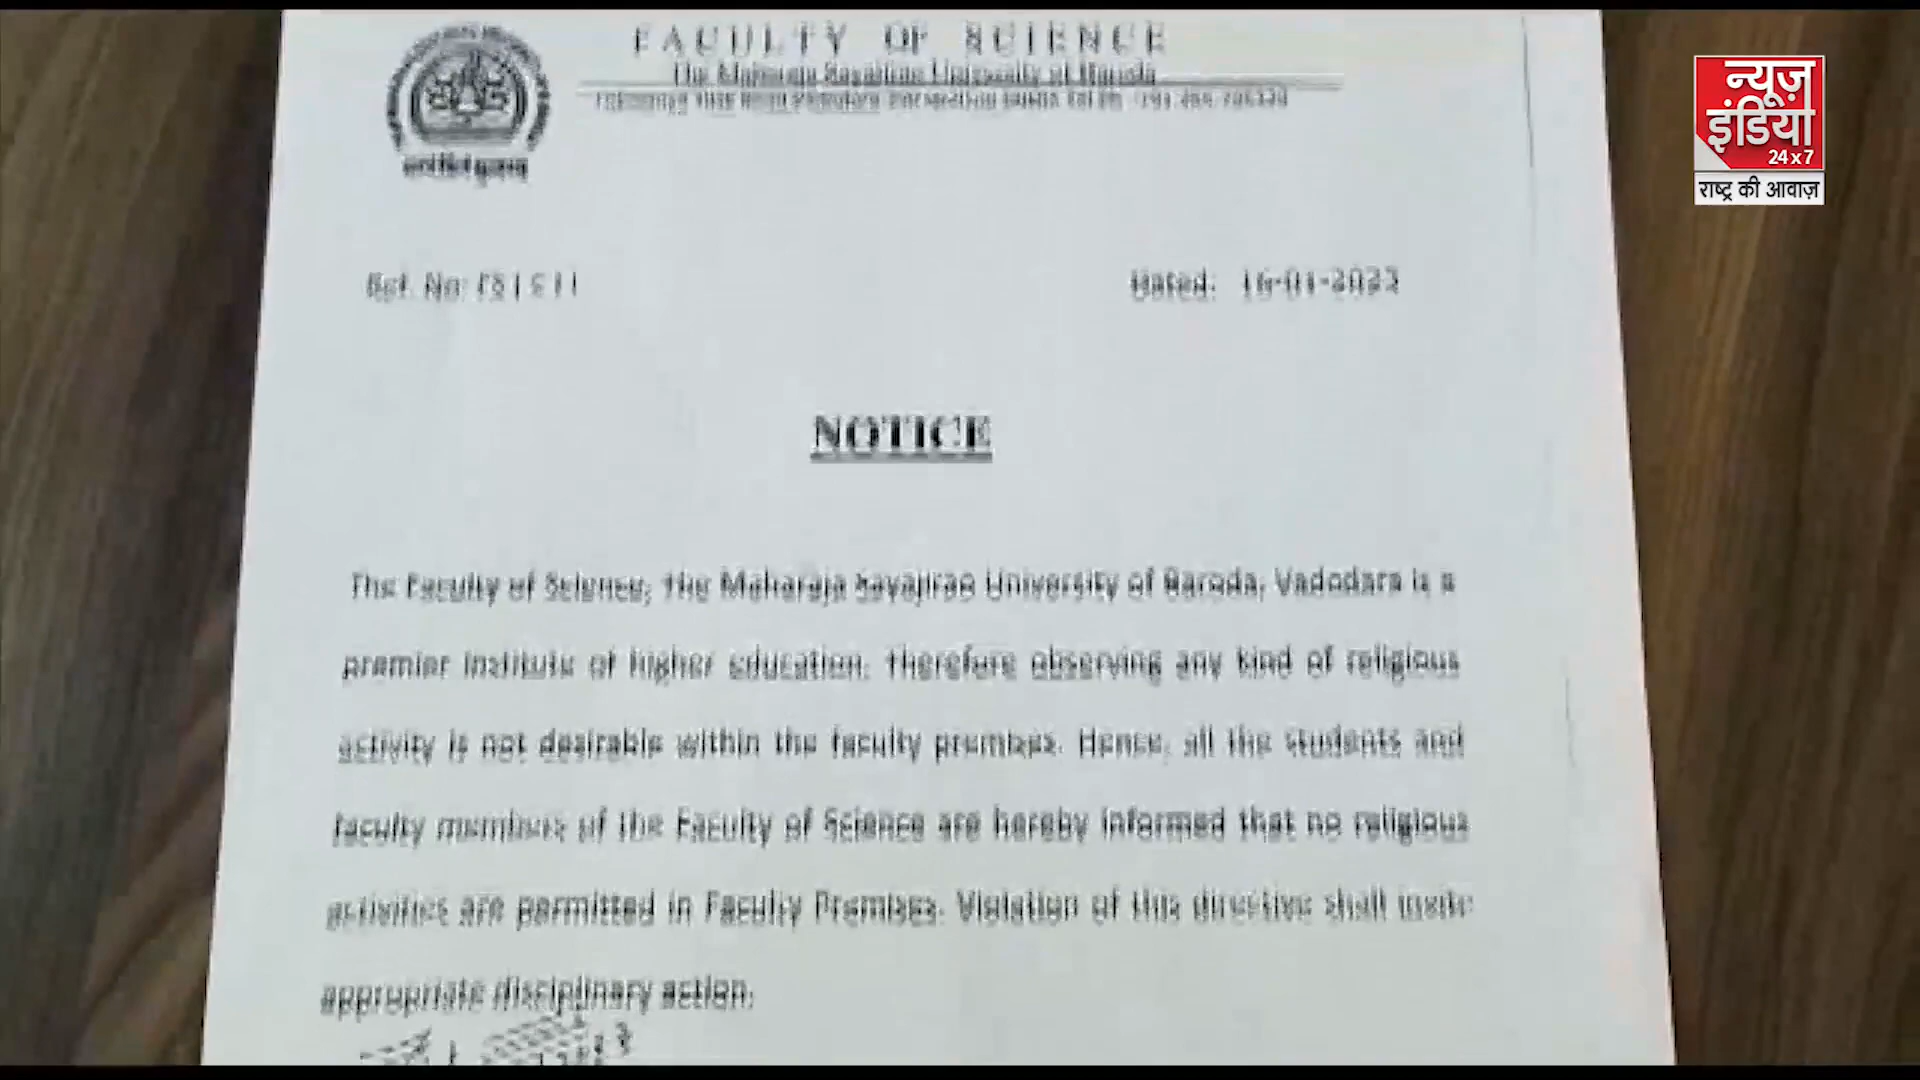 FACULTY OF SCIENCE
The Maharaja Sayajirao University of Baroda
न्यूज़
इंडिया
24x7
राष्ट्र की आवाज़
Ref. No:
Dated:
NOTICE
The Faculty of Science, The Maharaja Sayajirao University of Baroda, Vadodara is a
premier institute of higher education, therefore observing any kind of religious
activity is not desirable within the faculty premises. Hence, all the students and
faculty members of the Faculty of Science are hereby informed that no religious
activities are permitted in Faculty Premises. Violation of this directive shall invite
appropriate disciplinary action.